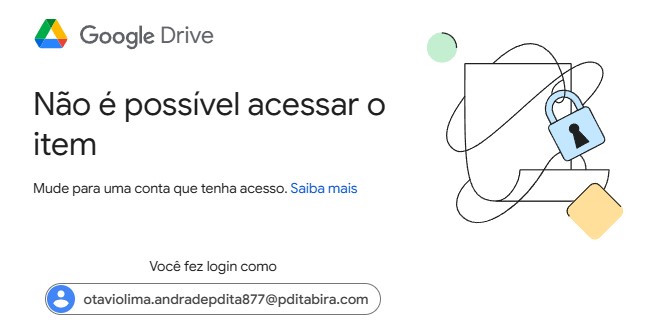 Google Drive
Não é possível acessar o
item
Mude para uma conta que tenha acesso. Saiba mais
Você fez login como
otaviolima.andradepdita877@pditabira.com